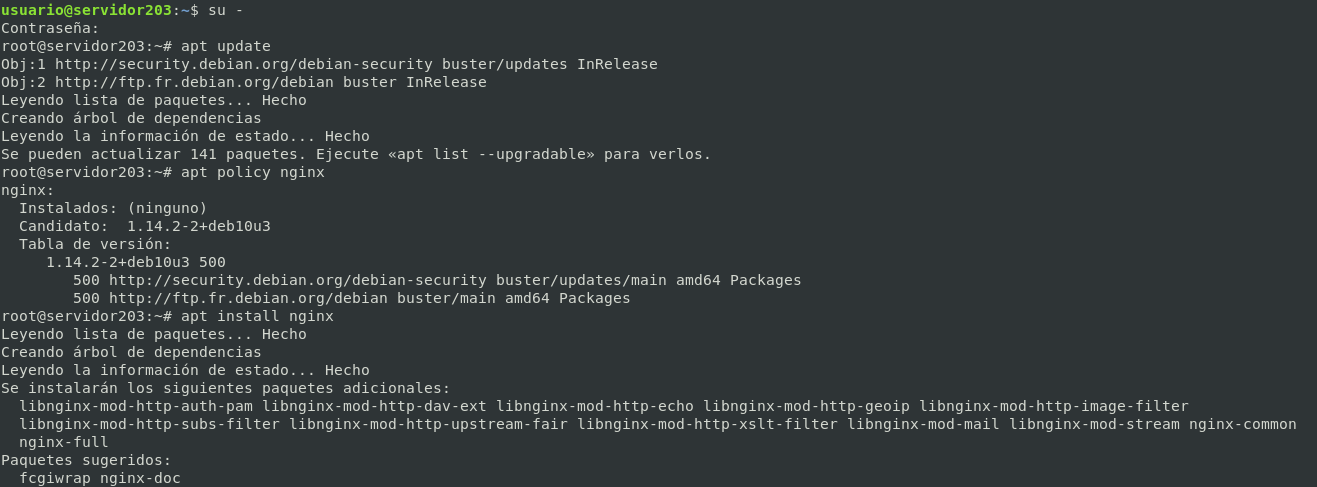 usuario@servidor203:~$ su -
Contraseña:
root@servidor203:~# apt update
Obj:1 http://security.debian.org/debian-security buster/updates InRelease
Obj:2 http://ftp.fr.debian.org/debian buster InRelease
Leyendo lista de paquetes... Hecho
Creando árbol de dependencias
Leyendo la información de estado... Hecho
Se pueden actualizar 141 paquetes. Ejecute «apt list --upgradable» para verlos.
root@servidor203:~# apt policy nginx
nginx:
  Instalados: (ninguno)
  Candidato:  1.14.2-2+deb10u3
  Tabla de versión:
     1.14.2-2+deb10u3 500
        500 http://security.debian.org/debian-security buster/updates/main amd64 Packages
        500 http://ftp.fr.debian.org/debian buster/main amd64 Packages
root@servidor203:~# apt install nginx
Leyendo lista de paquetes... Hecho
Creando árbol de dependencias
Leyendo la información de estado... Hecho
Se instalarán los siguientes paquetes adicionales:
  libnginx-mod-http-auth-pam libnginx-mod-http-dav-ext libnginx-mod-http-echo libnginx-mod-http-geoip libnginx-mod-http-image-filter
  libnginx-mod-http-subs-filter libnginx-mod-http-upstream-fair libnginx-mod-http-xslt-filter libnginx-mod-mail libnginx-mod-stream nginx-common
  nginx-full
Paquetes sugeridos:
  fcgiwrap nginx-doc